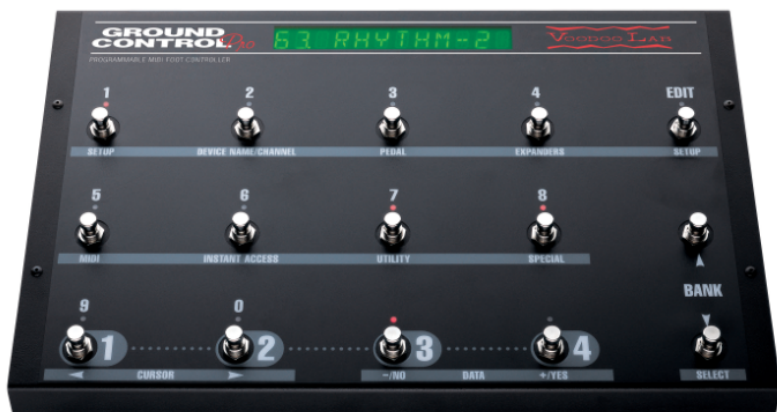 GROUND CONTROL Pro
63. RHYTHM-2
VOODOO LAB
PROGRAMMABLE MIDI FOOT CONTROLLER
1 2 3 4 EDIT
SETUP DEVICE NAME/CHANNEL PEDAL EXPANDERS SETUP
5 6 7 8
MIDI INSTANT ACCESS UTILITY SPECIAL
BANK
9 0
1 2 3 4
CURSOR -/NO DATA +/YES SELECT